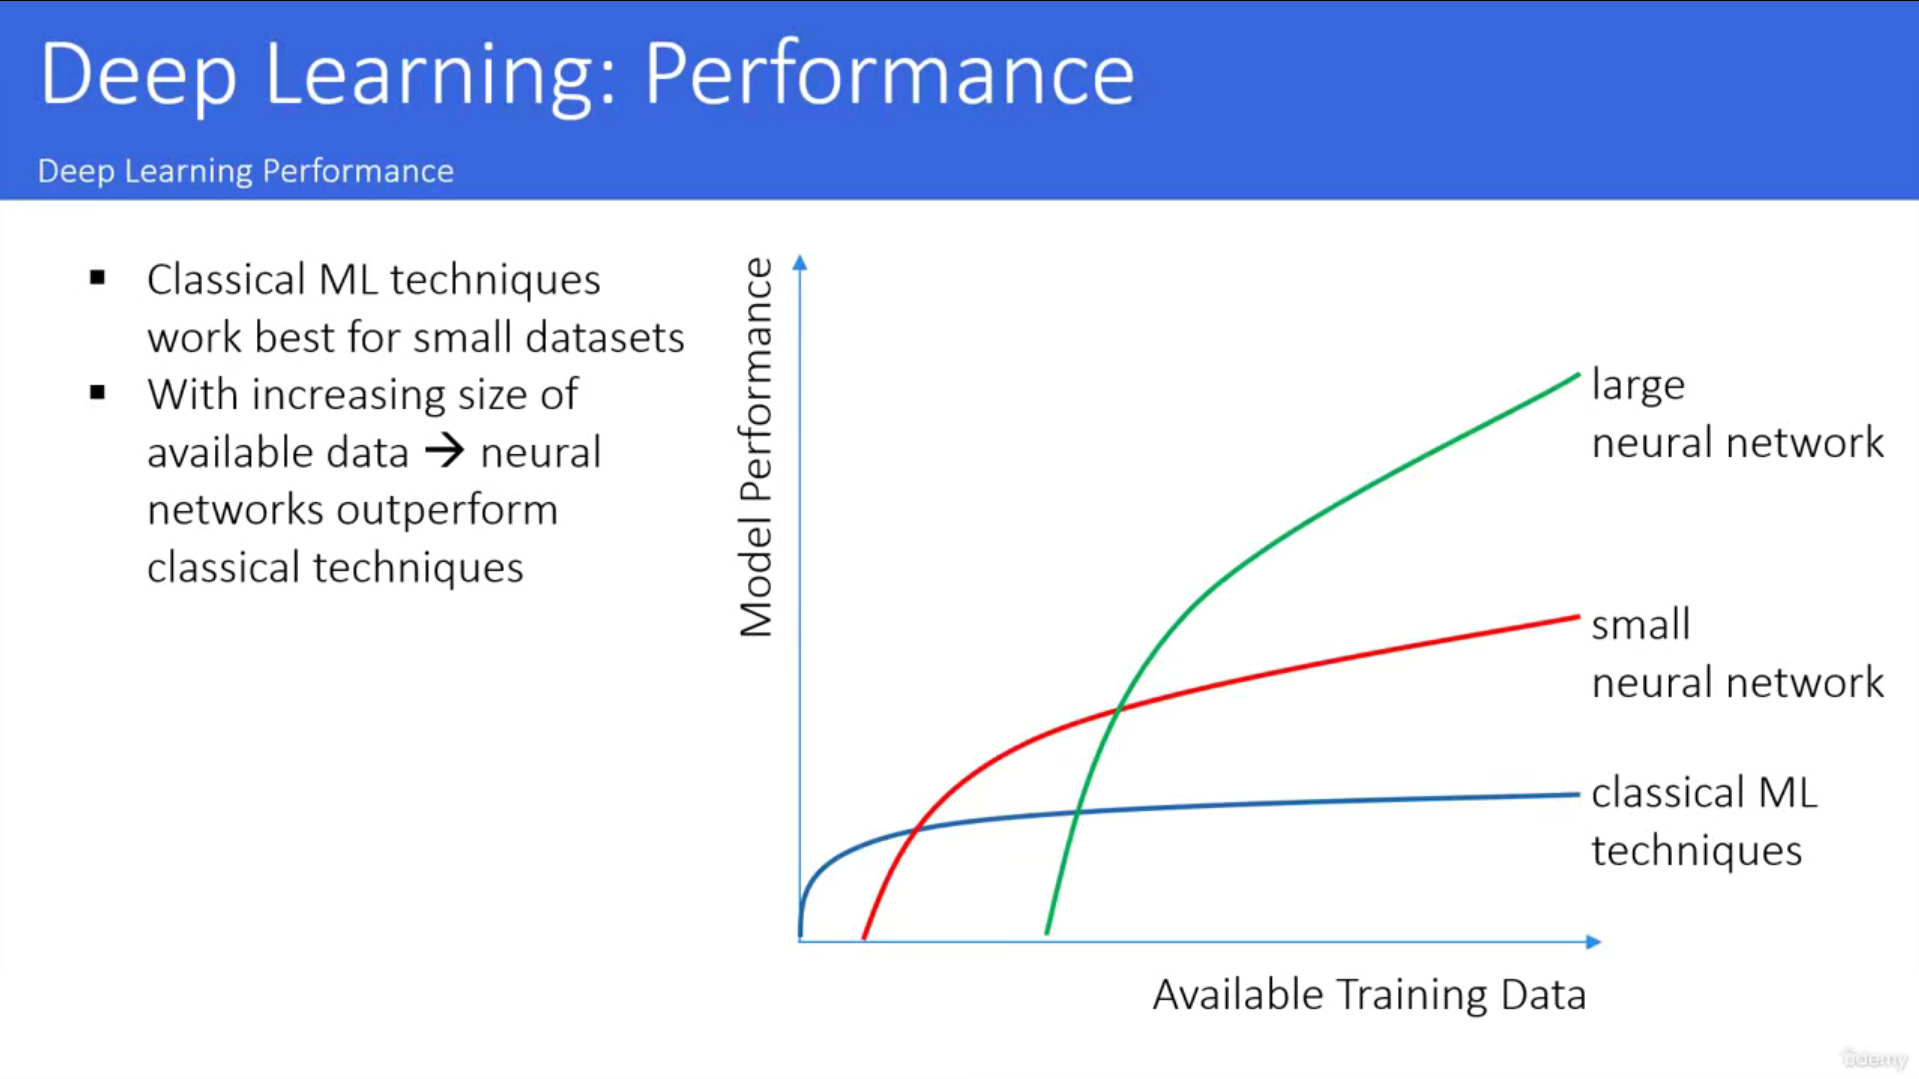 Deep Learning: Performance
Deep Learning Performance
▪ Classical ML techniques
work best for small datasets
▪ With increasing size of
available data → neural
networks outperform
classical techniques
Model Performance
large
neural network
small
neural network
classical ML
techniques
Available Training Data
ûdemy